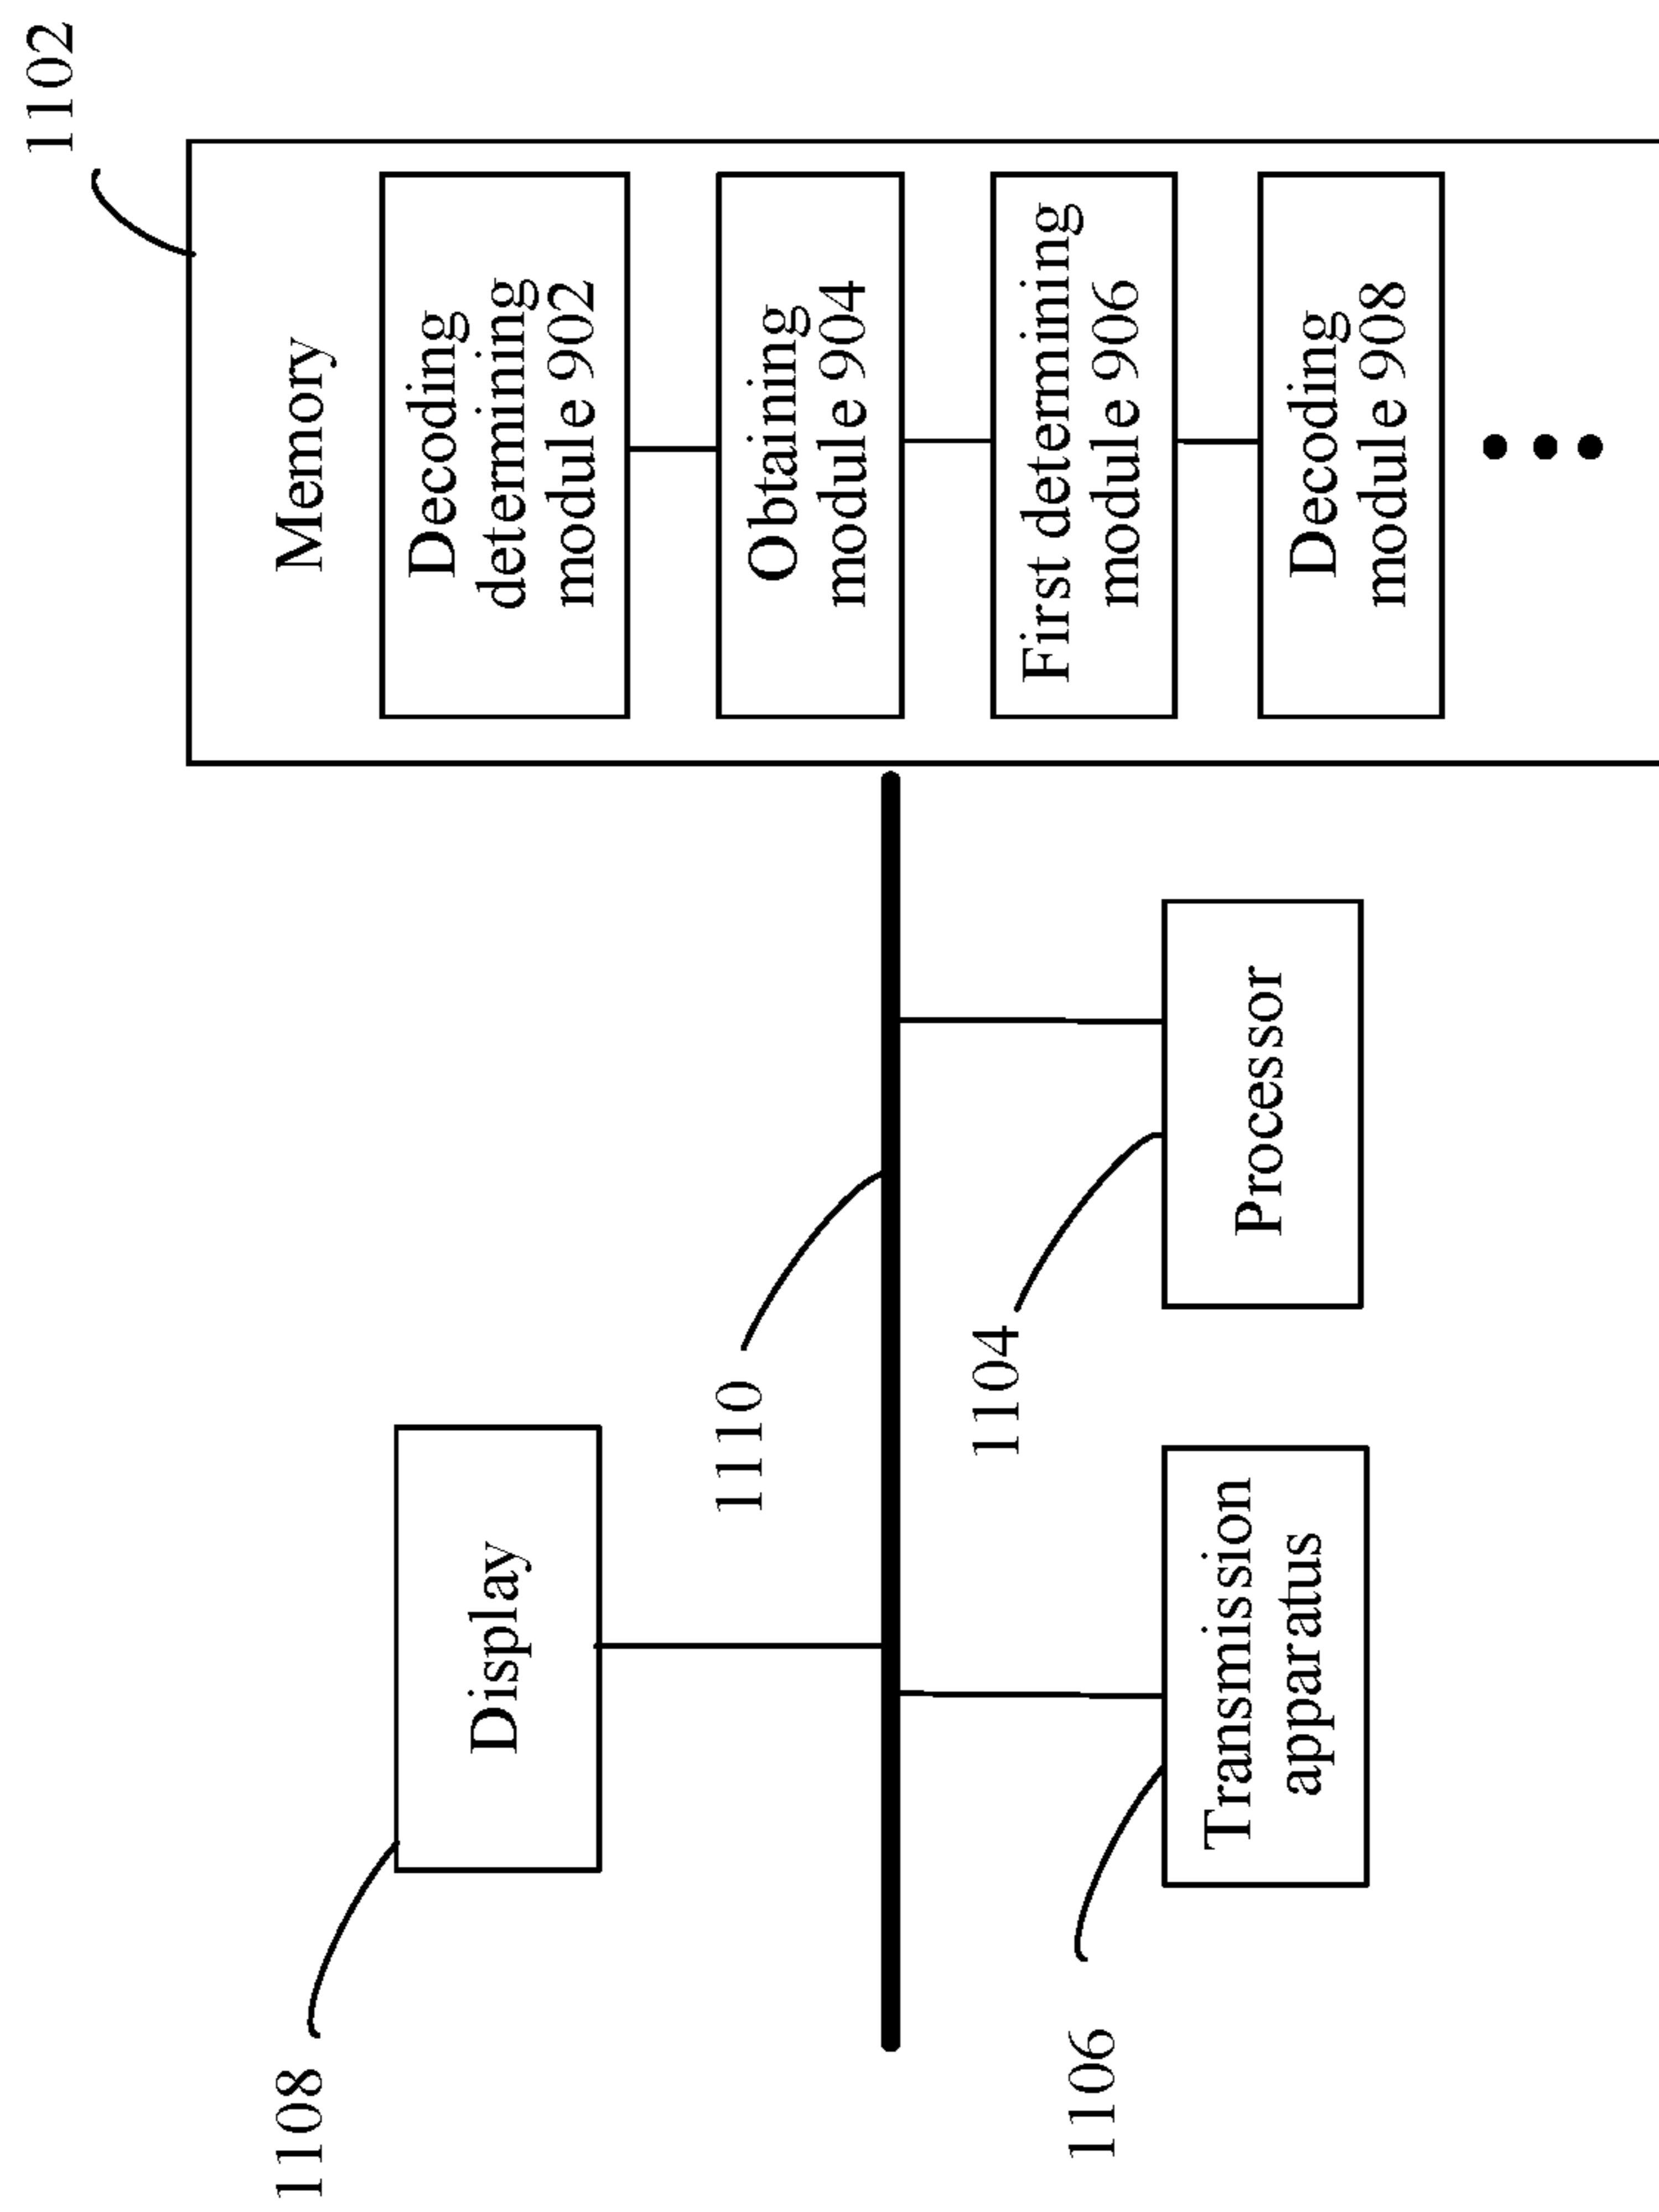 1102
Memory
Decoding
determining
module 902
Obtaining
module 904
First determining
module 906
Decoding
module 908
1108
Display
1110
1104
Processor
1106
Transmission
apparatus